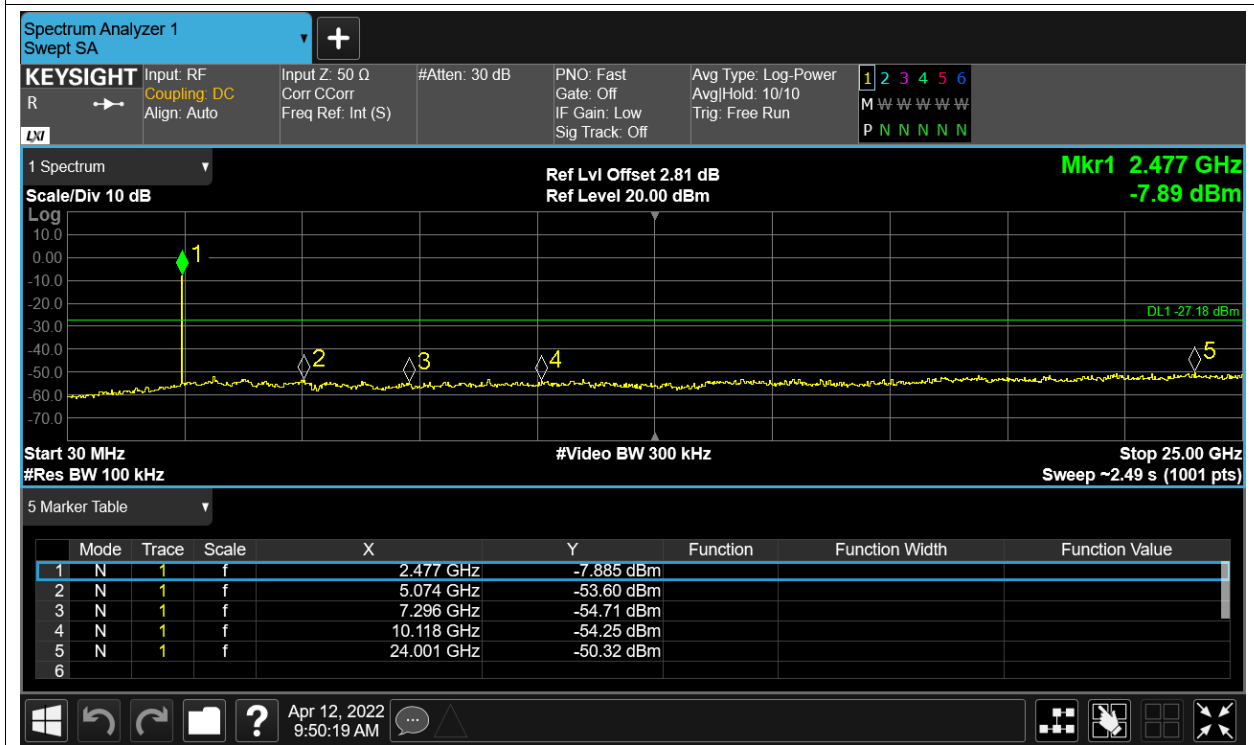 Spectrum Analyzer 1
Swept SA
KEYSIGHT
R
LXI
Input: RF
Coupling: DC
Align: Auto
Input Z: 50 Ω
Corr CCorr
Freq Ref: Int (S)
#Atten: 30 dB
PNO: Fast
Gate: Off
IF Gain: Low
Sig Track: Off
Avg Type: Log-Power
Avg|Hold: 10/10
Trig: Free Run
1 2 3 4 5 6
M W W W W W
P N N N N N
1 Spectrum
Scale/Div 10 dB
Ref Lvl Offset 2.81 dB
Ref Level 20.00 dBm
Mkr1 2.477 GHz
-7.89 dBm
Log
10.0
0.00
-10.0
-20.0
-30.0
-40.0
-50.0
-60.0
-70.0
1
2
3
4
5
DL1 -27.18 dBm
Start 30 MHz
#Res BW 100 kHz
#Video BW 300 kHz
Stop 25.00 GHz
Sweep ~2.49 s (1001 pts)
5 Marker Table
Mode Trace Scale X Y Function Function Width Function Value
1 N 1 f 2.477 GHz -7.885 dBm
2 N 1 f 5.074 GHz -53.60 dBm
3 N 1 f 7.296 GHz -54.71 dBm
4 N 1 f 10.118 GHz -54.25 dBm
5 N 1 f 24.001 GHz -50.32 dBm
6
?
Apr 12, 2022
9:50:19 AM